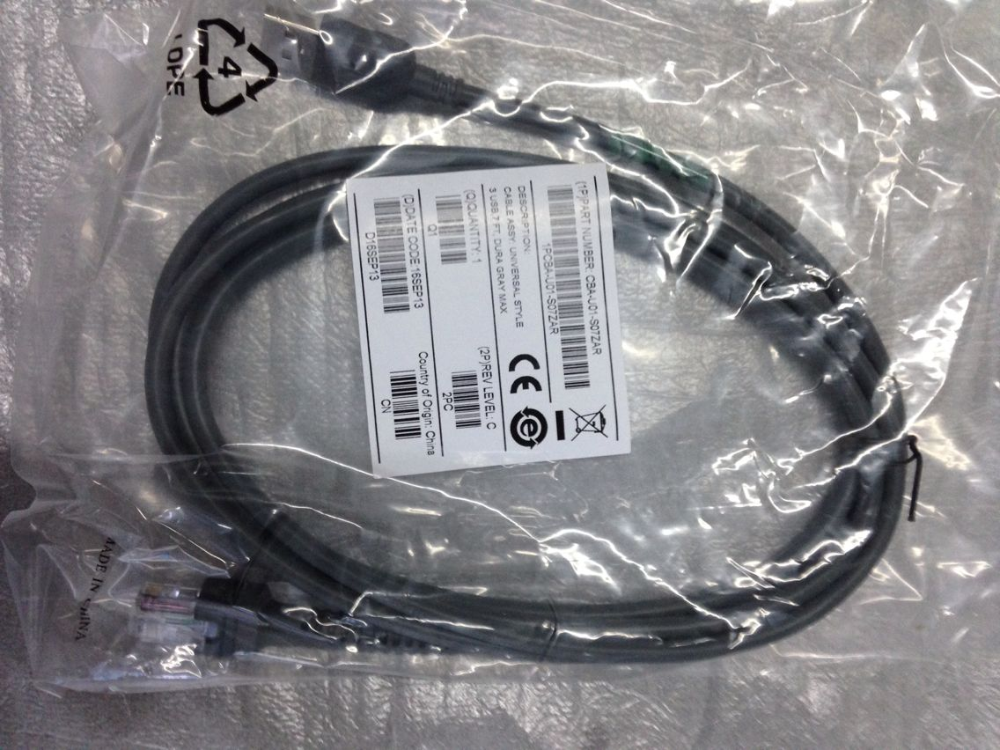 (1P)PART NUMBER: CBA-U01-S07ZAR
1PCBA-U01-S07ZAR
DESCRIPTION:
CABLE ASSY: UNIVERSAL STYLE
3 USB,7 FT, DURA GRAY MAX
CE
e
(Q)QUANTITY: 1
Q1
(2P)REV LEVEL: C
2PC
(D)DATE CODE:16SEP13
D16SEP13
Country of Origin: China
CN
4
LDPE
MADE IN CHINA